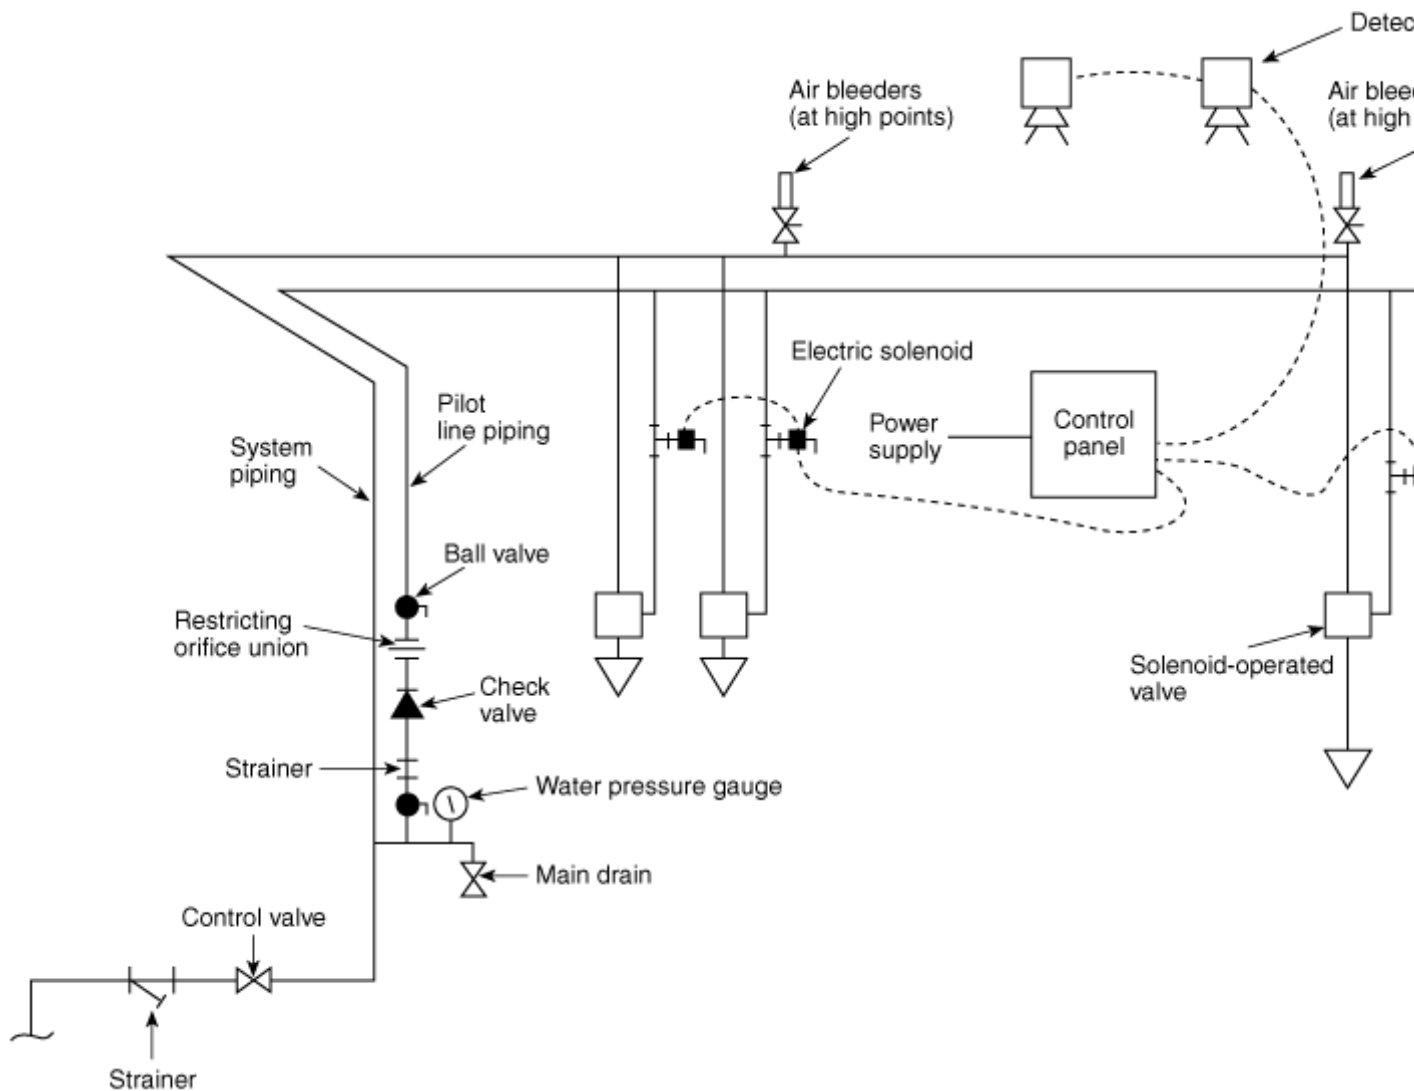 Detec
Air bleeders
(at high points)
Air blee
(at high
Electric solenoid
Pilot
line piping
System
piping
Power
supply
Control
panel
Ball valve
Restricting
orifice union
Check
valve
Solenoid-operated
valve
Strainer
Water pressure gauge
Main drain
Control valve
Strainer